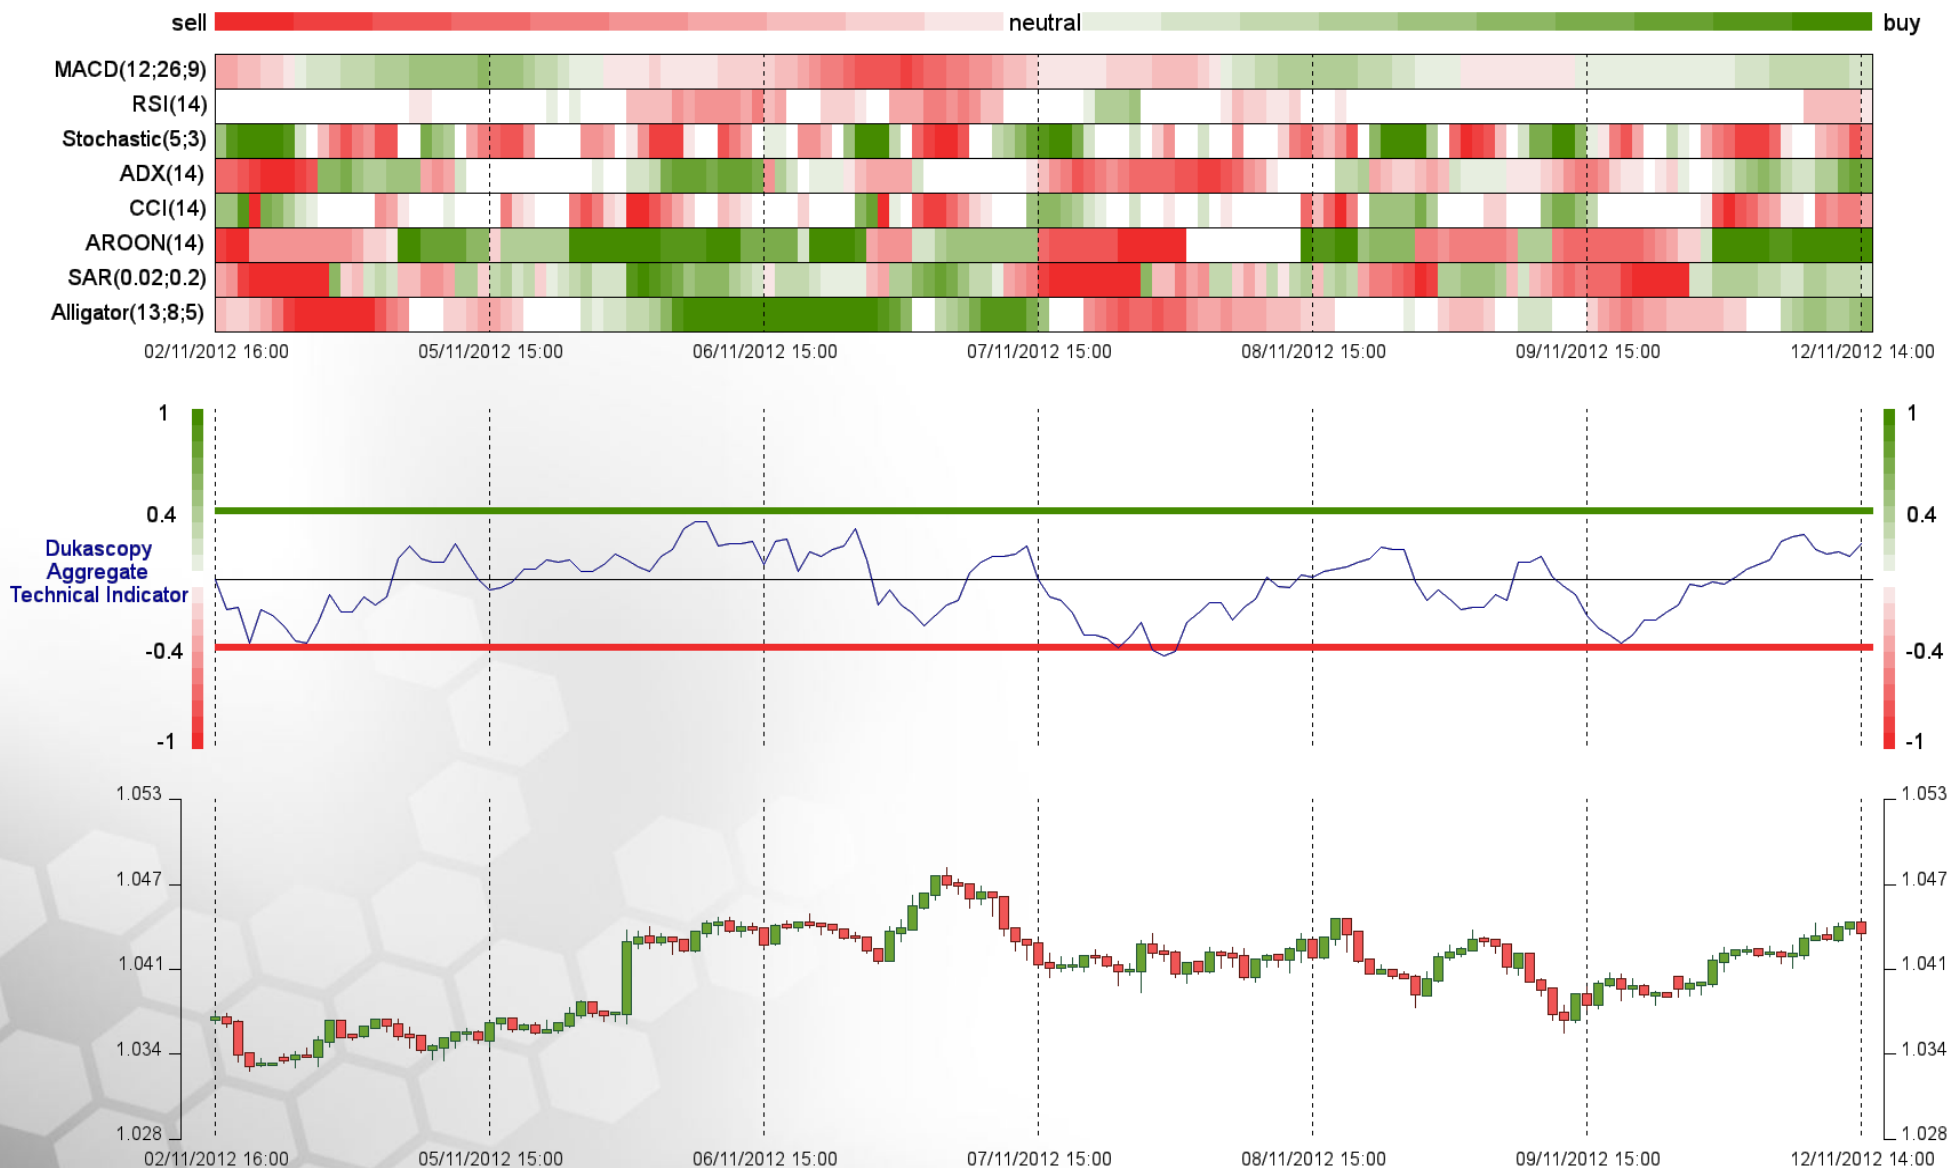 sell neutral buy
MACD(12;26;9)
RSI(14)
Stochastic(5;3)
ADX(14)
CCI(14)
AROON(14)
SAR(0.02;0.2)
Alligator(13;8;5)
02/11/2012 16:00 05/11/2012 15:00 06/11/2012 15:00 07/11/2012 15:00 08/11/2012 15:00 09/11/2012 15:00 12/11/2012 14:00
1 1
0.4 0.4
Dukascopy
Aggregate
Technical Indicator
-0.4 -0.4
-1 -1
1.053 1.053
1.047 1.047
1.041 1.041
1.034 1.034
1.028 1.028
02/11/2012 16:00 05/11/2012 15:00 06/11/2012 15:00 07/11/2012 15:00 08/11/2012 15:00 09/11/2012 15:00 12/11/2012 14:00